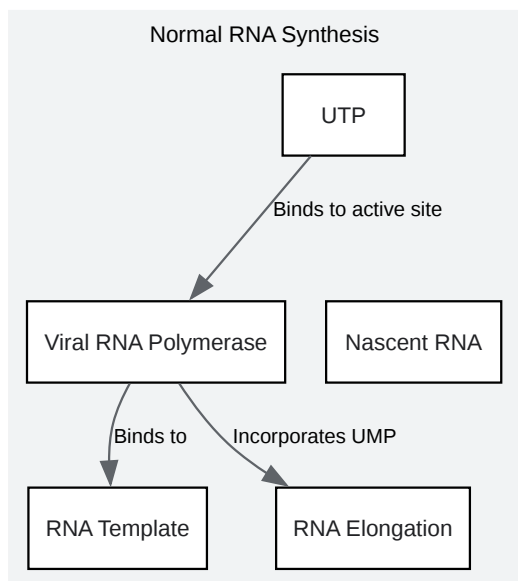 Normal RNA Synthesis
UTP
Binds to active site
Viral RNA Polymerase
Nascent RNA
Binds to
Incorporates UMP
RNA Template
RNA Elongation